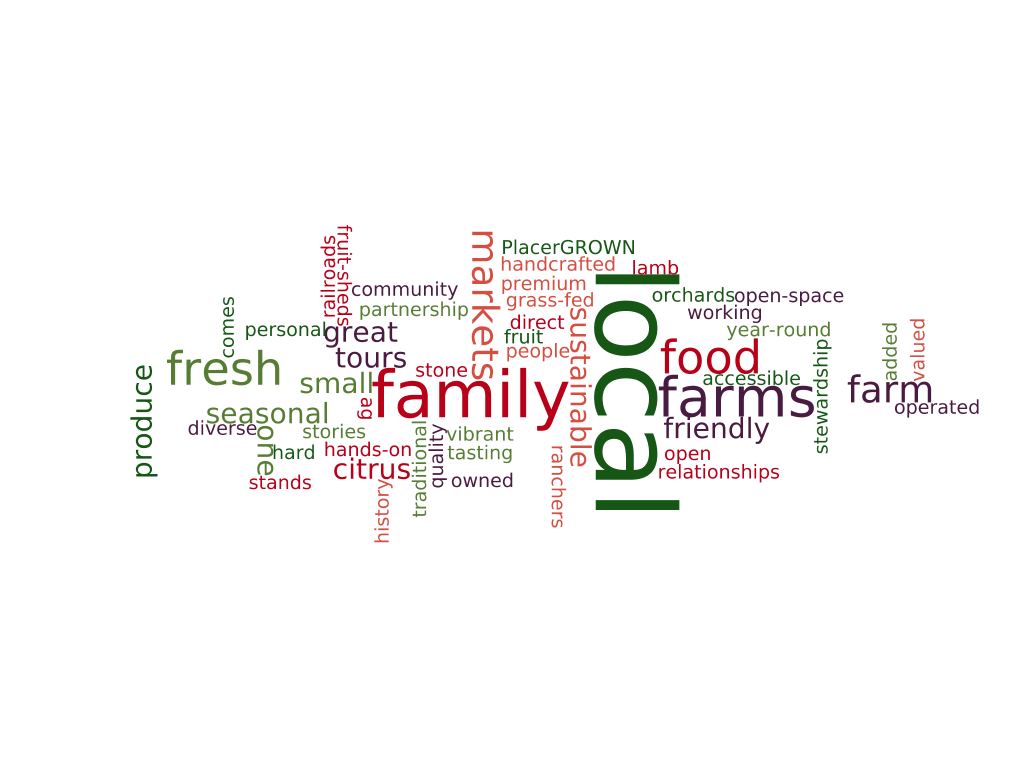 fruit-sheds
railroads
markets
PlacerGROWN
handcrafted
lamb
local
premium
community
orchards
open-space
comes
grass-fed
partnership
sustainable
working
direct
personal
great
year-round
added
valued
fruit
stewardship
people
tours
food
fresh
stone
accessible
produce
small
family
farms
farm
ag
operated
seasonal
diverse
one
stories
traditional
quality
vibrant
friendly
hard
hands-on
tasting
ranchers
open
citrus
relationships
stands
history
owned